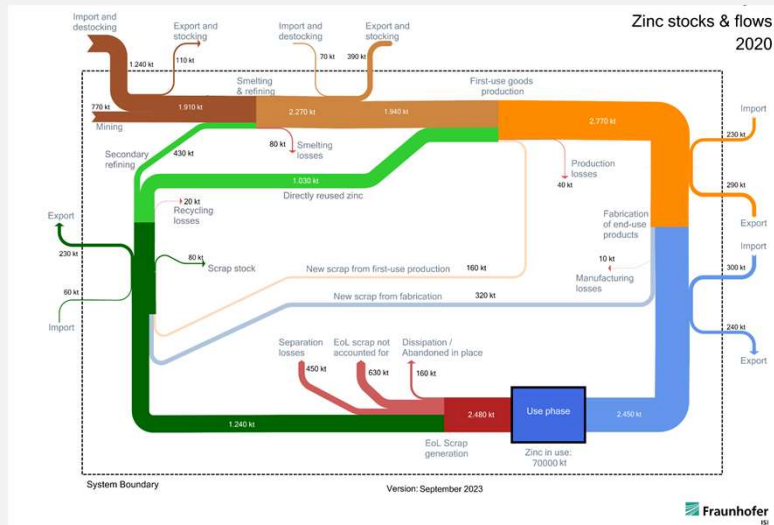 Zinc stocks & flows
2020
Import and
destocking
Export and
stocking
1.240 kt
110 kt
Import and
destocking
Export and
stocking
70 kt
390 kt
Smelting
& refining
First-use goods
production
770 kt
1.910 kt
2.270 kt
1.940 kt
2.770 kt
Mining
Import
230 kt
Secondary
refining
430 kt
80 kt
Smelting
losses
Production
losses
40 kt
1.030 kt
Directly reused zinc
290 kt
Export
20 kt
Recycling
losses
Fabrication
of end-use
products
Export
230 kt
60 kt
Import
80 kt
Scrap stock
New scrap from first-use production
160 kt
New scrap from fabrication
320 kt
10 kt
Manufacturing
losses
Import
300 kt
240 kt
Export
Separation
losses
450 kt
EoL scrap not
accounted for
630 kt
Dissipation /
Abandoned in place
160 kt
1.240 kt
2.480 kt
Use phase
2.450 kt
EoL Scrap
generation
Zinc in use:
70000 kt
System Boundary
Version: September 2023
Fraunhofer
ISI